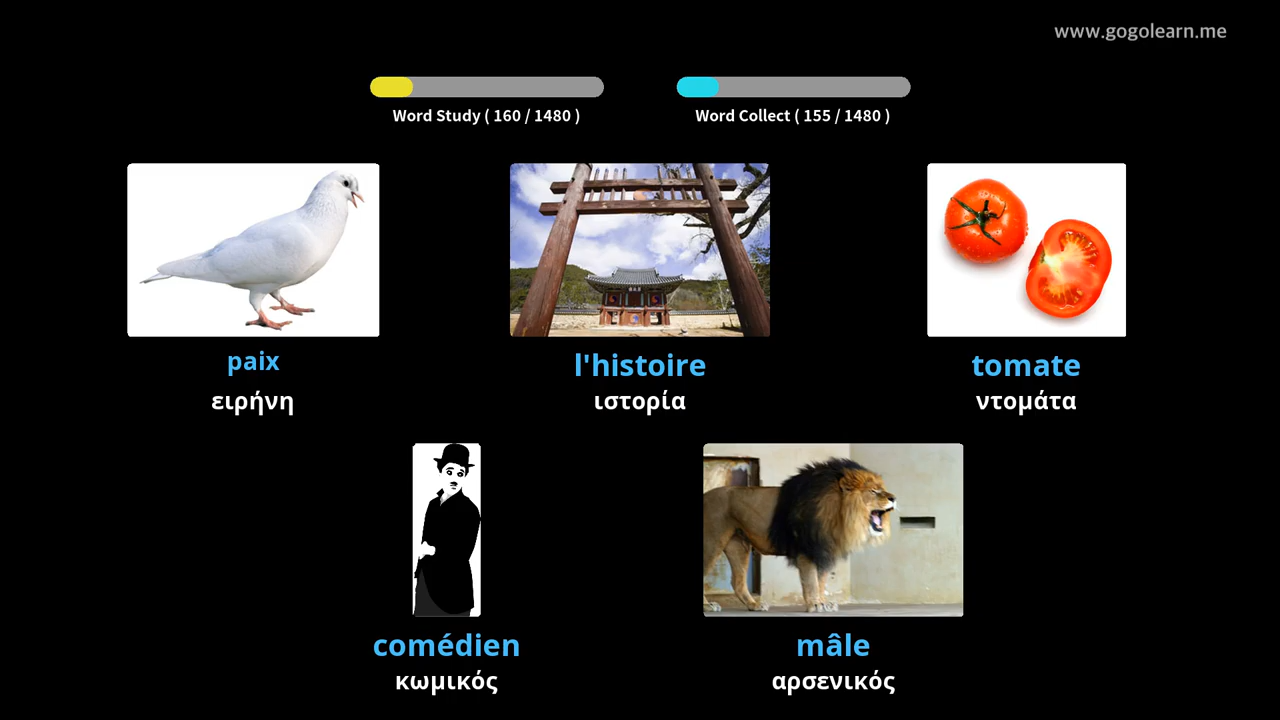 www.gogolearn.me
Word Study ( 160 / 1480 )
Word Collect ( 155 / 1480 )
paix
ειρήνη
l'histoire
ιστορία
tomate
ντομάτα
comédien
κωμικός
mâle
αρσενικός